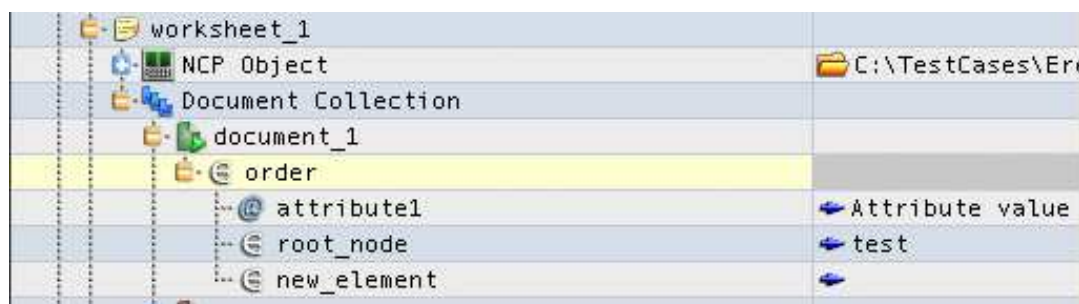 worksheet_1
NCP Object C:\TestCases\Er
Document Collection
document_1
order
attribute1 Attribute value
root_node test
new_element